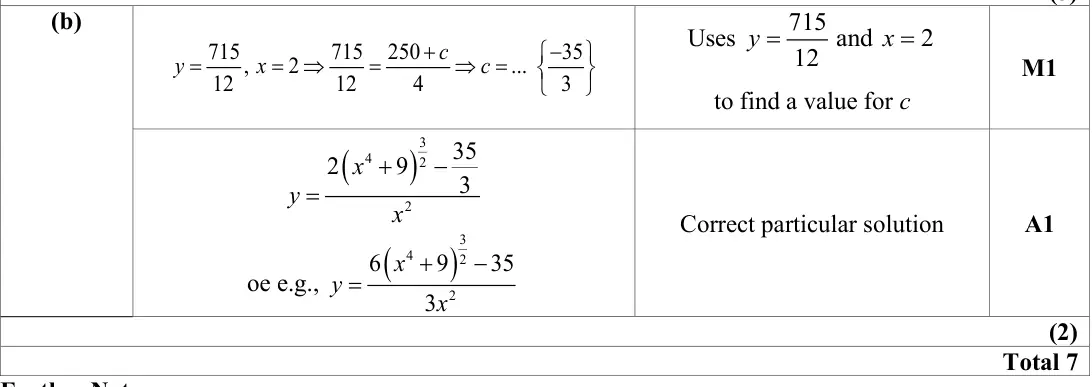 (b)
y = 715/12, x = 2 ⇒ 715/12 = (250 + c)/4 ⇒ c = ... {−35/3}
Uses y = 715/12 and x = 2
to find a value for c
M1
y = (2(x⁴ + 9)^(3/2) − 35/3)/x²
oe e.g., y = (6(x⁴ + 9)^(3/2) − 35)/(3x²)
Correct particular solution
A1
(2)
Total 7